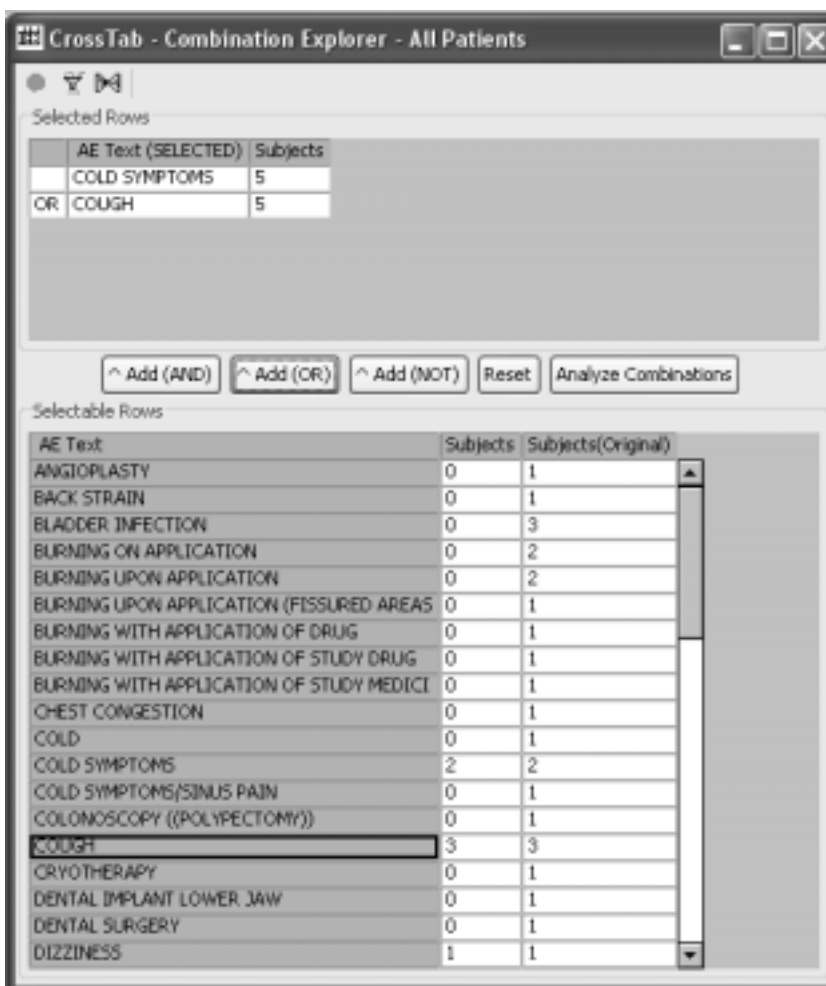 CrossTab - Combination Explorer - All Patients
Selected Rows
AE Text (SELECTED) Subjects
COLD SYMPTOMS 5
OR COUGH 5
^ Add (AND) ^ Add (OR) ^ Add (NOT) Reset Analyze Combinations
Selectable Rows
AE Text Subjects Subjects(Original)
ANGIOPLASTY 0 1
BACK STRAIN 0 1
BLADDER INFECTION 0 3
BURNING ON APPLICATION 0 2
BURNING UPON APPLICATION 0 2
BURNING UPON APPLICATION (FISSURED AREAS 0 1
BURNING WITH APPLICATION OF DRUG 0 1
BURNING WITH APPLICATION OF STUDY DRUG 0 1
BURNING WITH APPLICATION OF STUDY MEDICI 0 1
CHEST CONGESTION 0 1
COLD 0 1
COLD SYMPTOMS 2 2
COLD SYMPTOMS/SINUS PAIN 0 1
COLONOSCOPY ((POLYPECTOMY)) 0 1
COUGH 3 3
CRYOTHERAPY 0 1
DENTAL IMPLANT LOWER JAW 0 1
DENTAL SURGERY 0 1
DIZZINESS 1 1